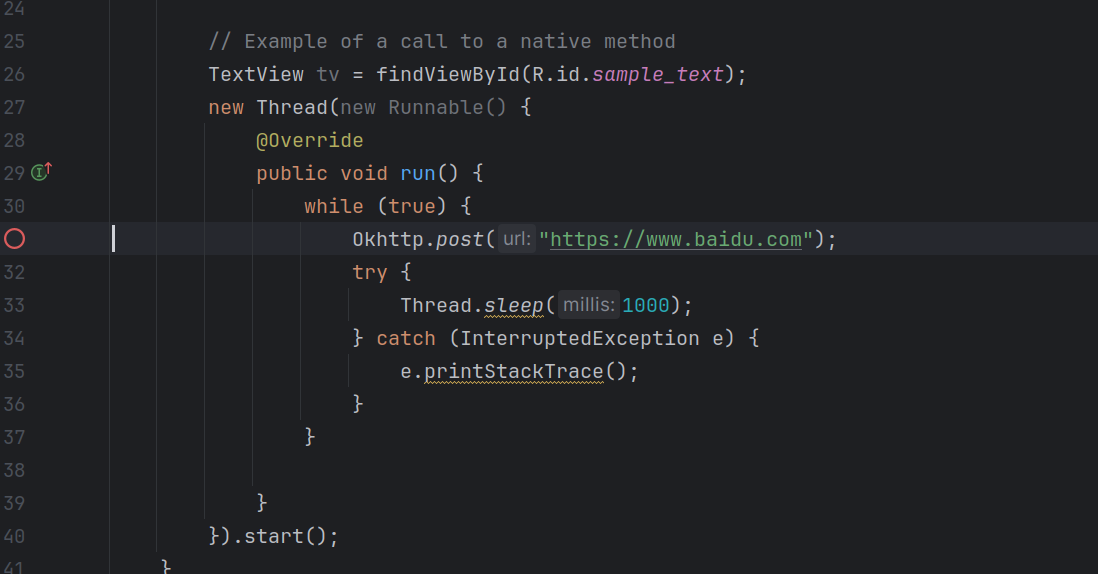 24
25 // Example of a call to a native method
26 TextView tv = findViewById(R.id.sample_text);
27 new Thread(new Runnable() {
28 @Override
29 public void run() {
30 while (true) {
Okhttp.post( url: "https://www.baidu.com");
32 try {
33 Thread.sleep( millis: 1000);
34 } catch (InterruptedException e) {
35 e.printStackTrace();
36 }
37 }
38
39 }
40 }).start();
41 }